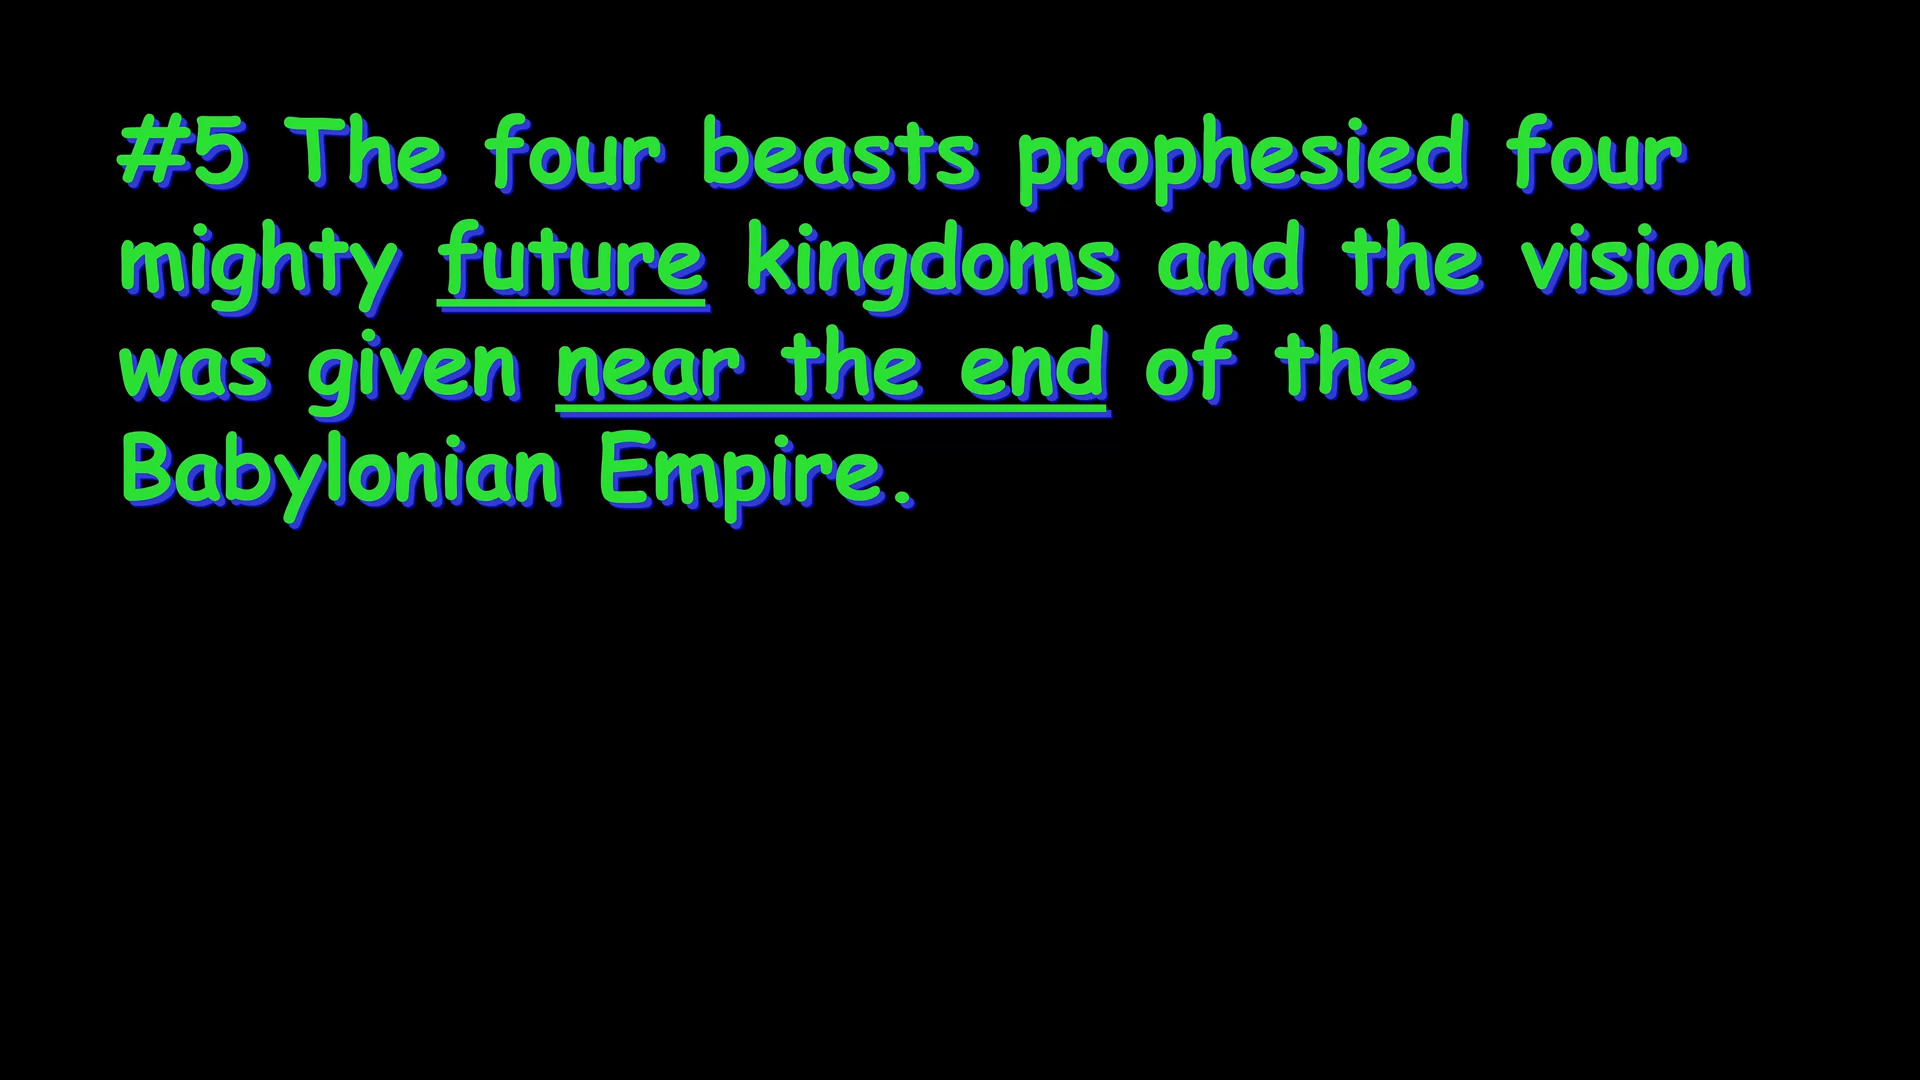 #5 The four beasts prophesied four
mighty future kingdoms and the vision
was given near the end of the
Babylonian Empire.